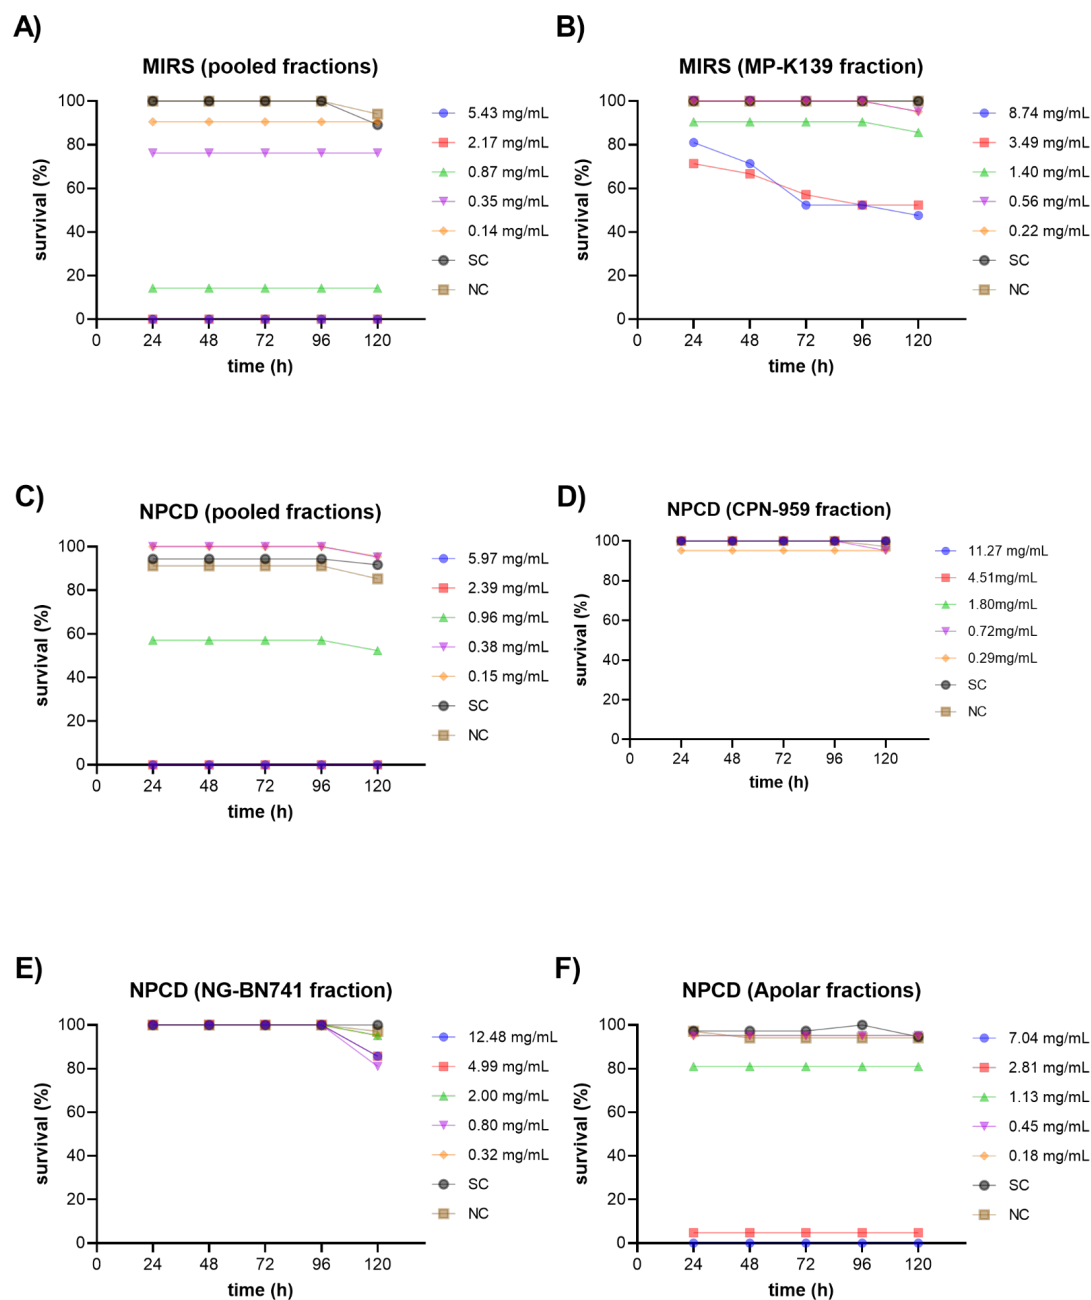 A)
MIRS (pooled fractions)
survival (%)
100
80
60
40
20
0
0 24 48 72 96 120
time (h)
5.43 mg/mL
2.17 mg/mL
0.87 mg/mL
0.35 mg/mL
0.14 mg/mL
SC
NC
B)
MIRS (MP-K139 fraction)
survival (%)
100
80
60
40
20
0
0 24 48 72 96 120
time (h)
8.74 mg/mL
3.49 mg/mL
1.40 mg/mL
0.56 mg/mL
0.22 mg/mL
SC
NC
C)
NPCD (pooled fractions)
survival (%)
100
80
60
40
20
0
0 24 48 72 96 120
time (h)
5.97 mg/mL
2.39 mg/mL
0.96 mg/mL
0.38 mg/mL
0.15 mg/mL
SC
NC
D)
NPCD (CPN-959 fraction)
survival (%)
100
80
60
40
20
0
0 24 48 72 96 120
time (h)
11.27 mg/mL
4.51mg/mL
1.80mg/mL
0.72mg/mL
0.29mg/mL
SC
NC
E)
NPCD (NG-BN741 fraction)
survival (%)
100
80
60
40
20
0
0 24 48 72 96 120
time (h)
12.48 mg/mL
4.99 mg/mL
2.00 mg/mL
0.80 mg/mL
0.32 mg/mL
SC
NC
F)
NPCD (Apolar fractions)
survival (%)
100
80
60
40
20
0
0 24 48 72 96 120
time (h)
7.04 mg/mL
2.81 mg/mL
1.13 mg/mL
0.45 mg/mL
0.18 mg/mL
SC
NC